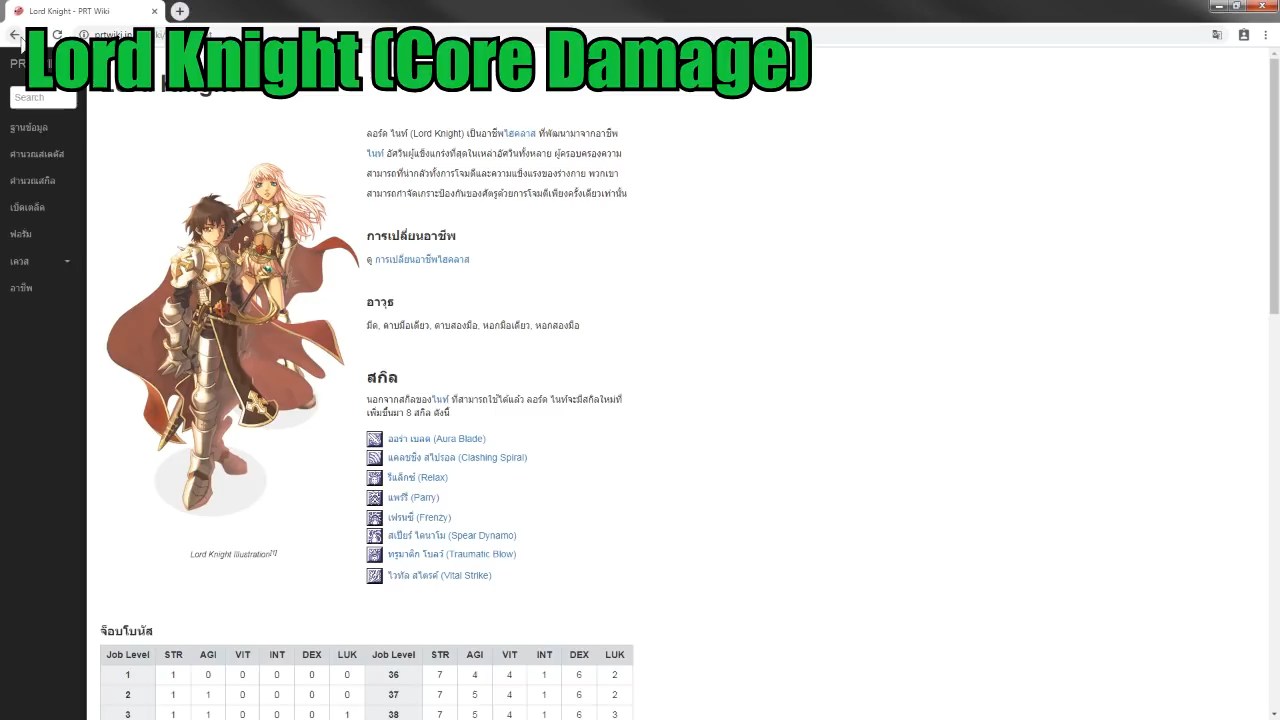 Lord Knight - PRT Wiki
Lord Knight (Core Damage)
Search
ฐานข้อมูล
คำนวณสเตตัส
คำนวณสกิล
เบ็ดเตล็ด
ฟอรั่ม
เควส
อาชีพ
ลอร์ด ไนท์ (Lord Knight) เป็นอาชีพไฮคลาส ที่พัฒนามาจากอาชีพ
ไนท์ อัศวินผู้แข็งแกร่งที่สุดในเหล่าอัศวินทั้งหลาย ผู้ครอบครองความ
สามารถที่น่ากลัวทั้งการโจมตีและความแข็งแรงของร่างกาย พวกเขา
สามารถกำจัดเกราะป้องกันของศัตรูด้วยการโจมตีเพียงครั้งเดียวเท่านั้น
การเปลี่ยนอาชีพ
ดู การเปลี่ยนอาชีพไฮคลาส
อาวุธ
มีด, ดาบมือเดียว, ดาบสองมือ, หอกมือเดียว, หอกสองมือ
สกิล
นอกจากสกิลของไนท์ ที่สามารถใช้ได้แล้ว ลอร์ด ไนท์จะมีสกิลใหม่ที่
เพิ่มขึ้นมา 8 สกิล ดังนี้
ออร่า เบลด (Aura Blade)
แคลชชิ่ง สไปรอล (Clashing Spiral)
รีแล็กซ์ (Relax)
แพร์รี่ (Parry)
เฟรนซี่ (Frenzy)
สเปียร์ ไดนาโม (Spear Dynamo)
ทรูมาติก โบลว์ (Traumatic Blow)
ไวทัล สไตรค์ (Vital Strike)
Lord Knight Illustration[1]
จ็อบโบนัส
Job Level STR AGI VIT INT DEX LUK Job Level STR AGI VIT INT DEX LUK
1 1 0 0 0 0 0 36 7 4 4 1 6 2
2 1 1 0 0 0 0 37 7 5 4 1 6 2
3 1 1 0 0 0 1 38 7 5 4 1 6 3